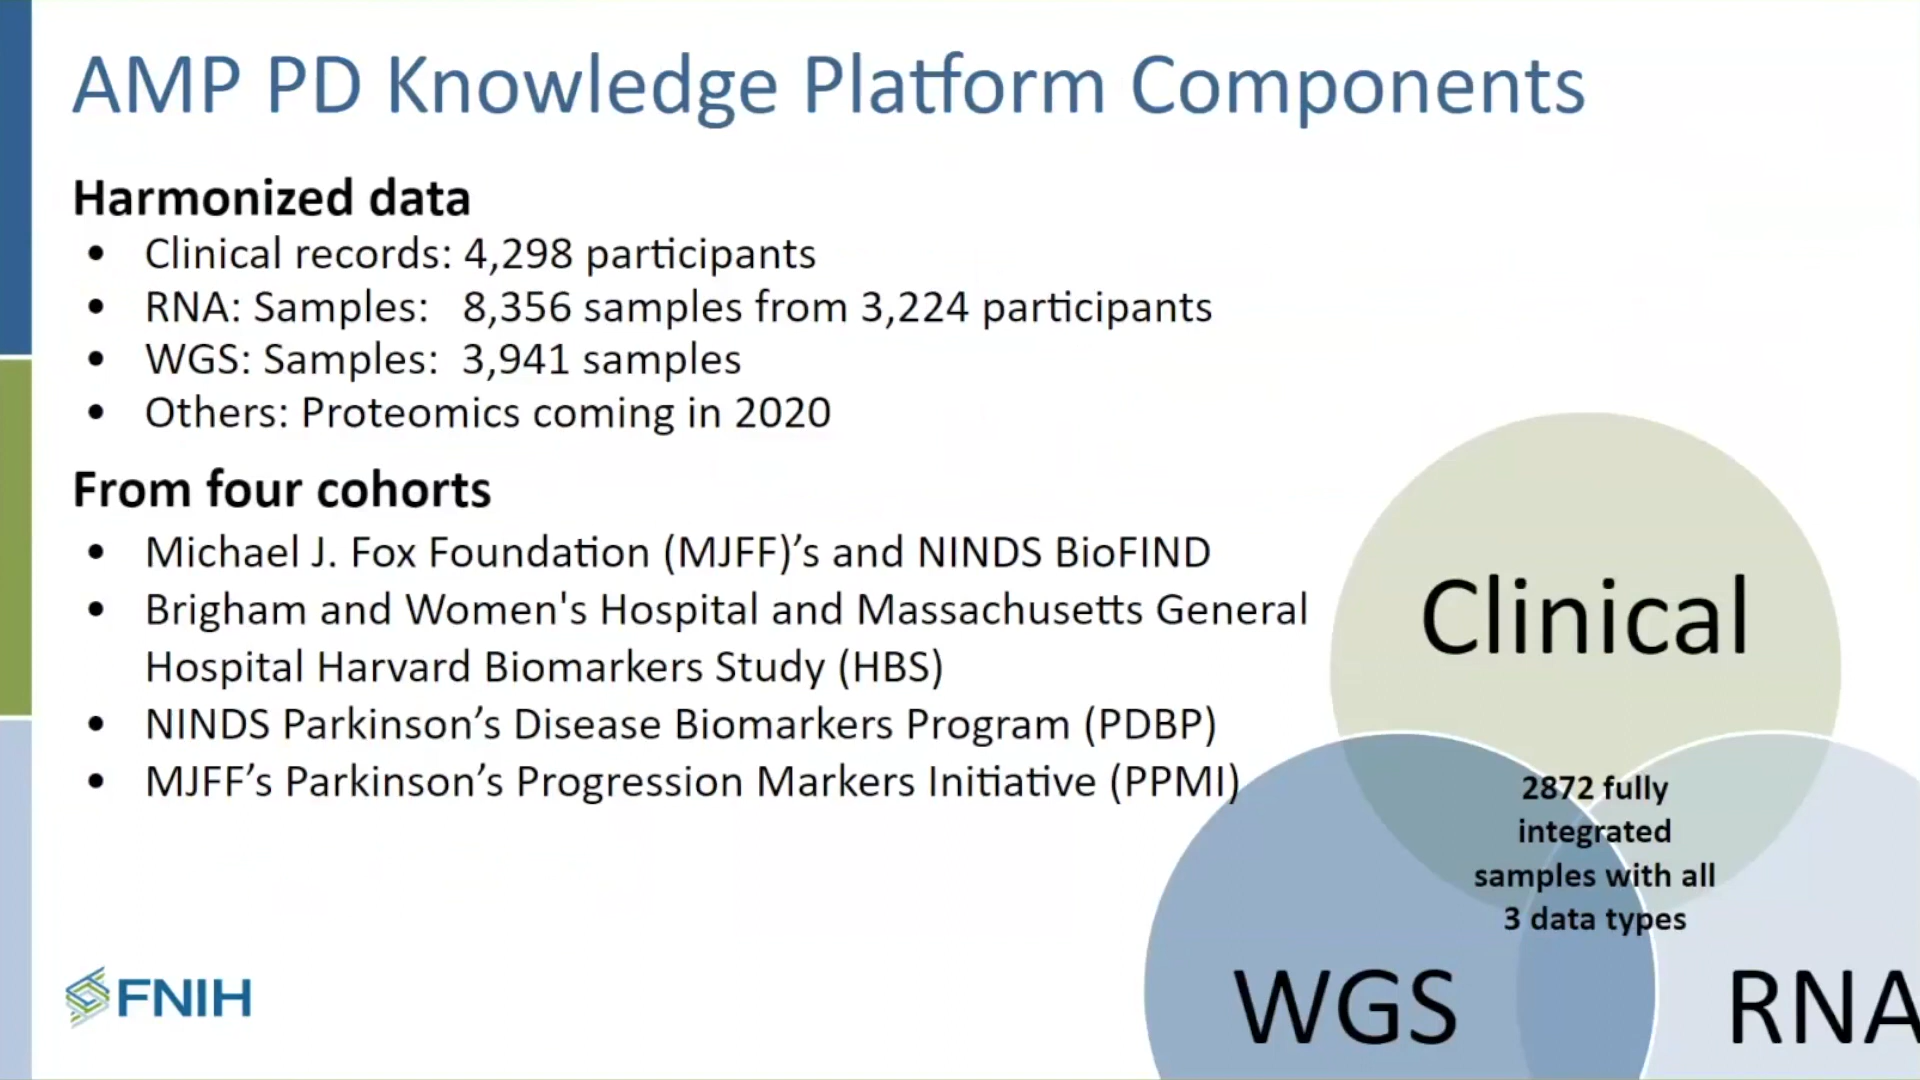 AMP PD Knowledge Platform Components
Harmonized data
• Clinical records: 4,298 participants
• RNA: Samples: 8,356 samples from 3,224 participants
• WGS: Samples: 3,941 samples
• Others: Proteomics coming in 2020
From four cohorts
• Michael J. Fox Foundation (MJFF)’s and NINDS BioFIND
• Brigham and Women's Hospital and Massachusetts General
Hospital Harvard Biomarkers Study (HBS)
• NINDS Parkinson’s Disease Biomarkers Program (PDBP)
• MJFF’s Parkinson’s Progression Markers Initiative (PPMI)
Clinical
2872 fully
integrated
samples with all
3 data types
WGS
RNA
FNIH